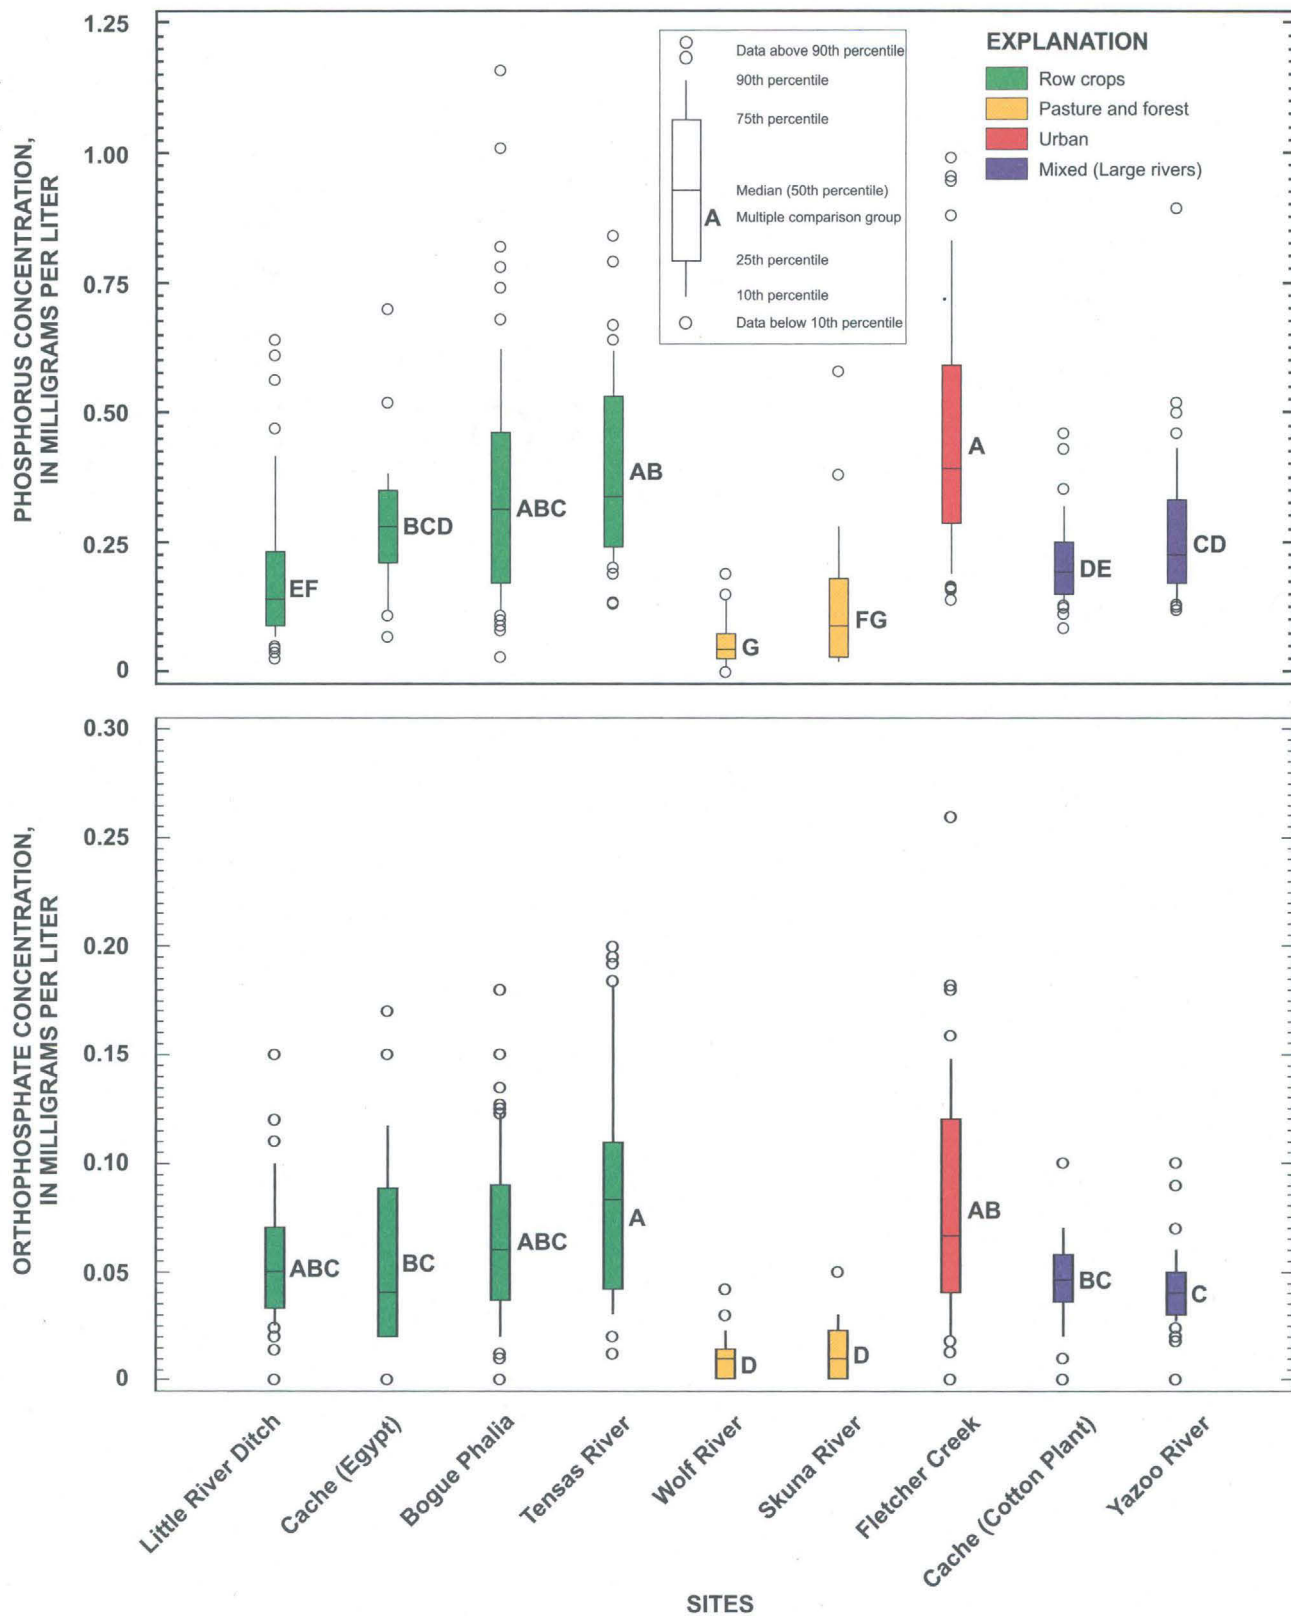 1.25
1.00
0.75
0.50
0.25
0
PHOSPHORUS CONCENTRATION,
IN MILLIGRAMS PER LITER
Data above 90th percentile
90th percentile
75th percentile
Median (50th percentile)
A Multiple comparison group
25th percentile
10th percentile
Data below 10th percentile
EXPLANATION
Row crops
Pasture and forest
Urban
Mixed (Large rivers)
EF
BCD
ABC
AB
G
FG
A
DE
CD
0.30
0.25
0.20
0.15
0.10
0.05
0
ORTHOPHOSPHATE CONCENTRATION,
IN MILLIGRAMS PER LITER
ABC
BC
ABC
A
D
D
AB
BC
C
Little River Ditch
Cache (Egypt)
Bogue Phalia
Tensas River
Wolf River
Skuna River
Fletcher Creek
Cache (Cotton Plant)
Yazoo River
SITES